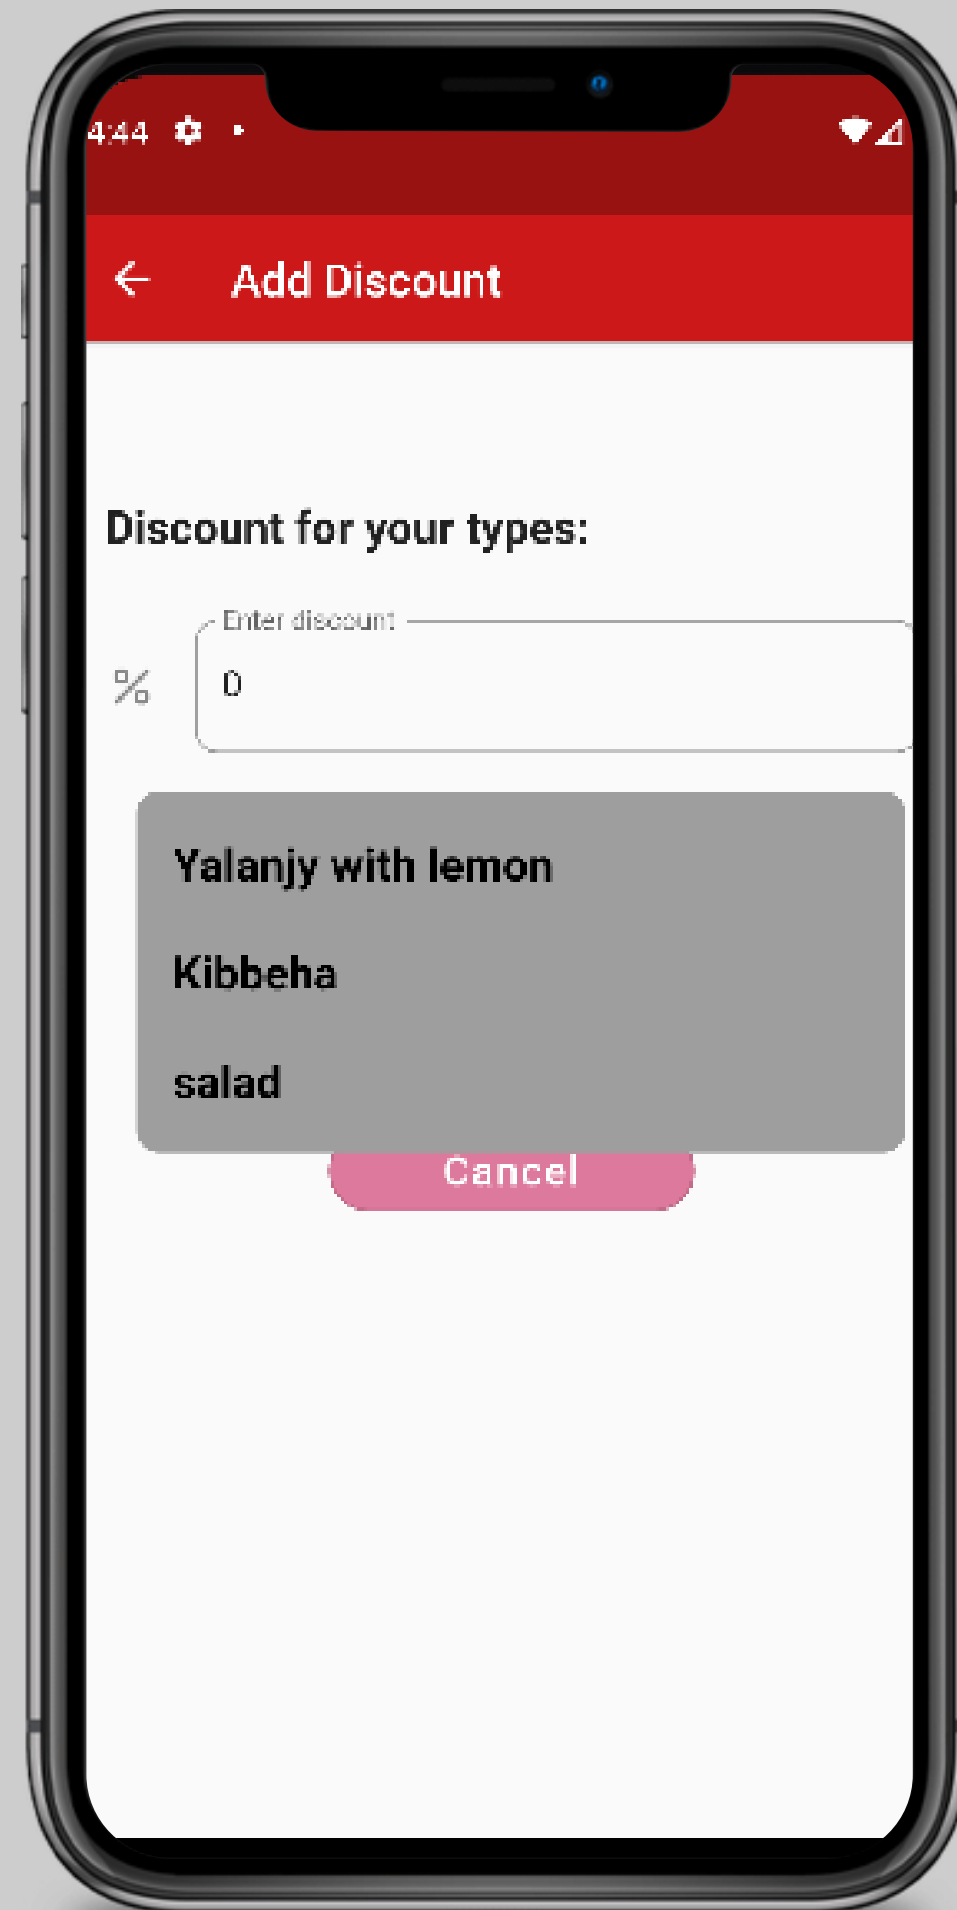 4:44
Add Discount
Discount for your types:
Enter discount
%
0
Yalanjy with lemon
Kibbeha
salad
Cancel